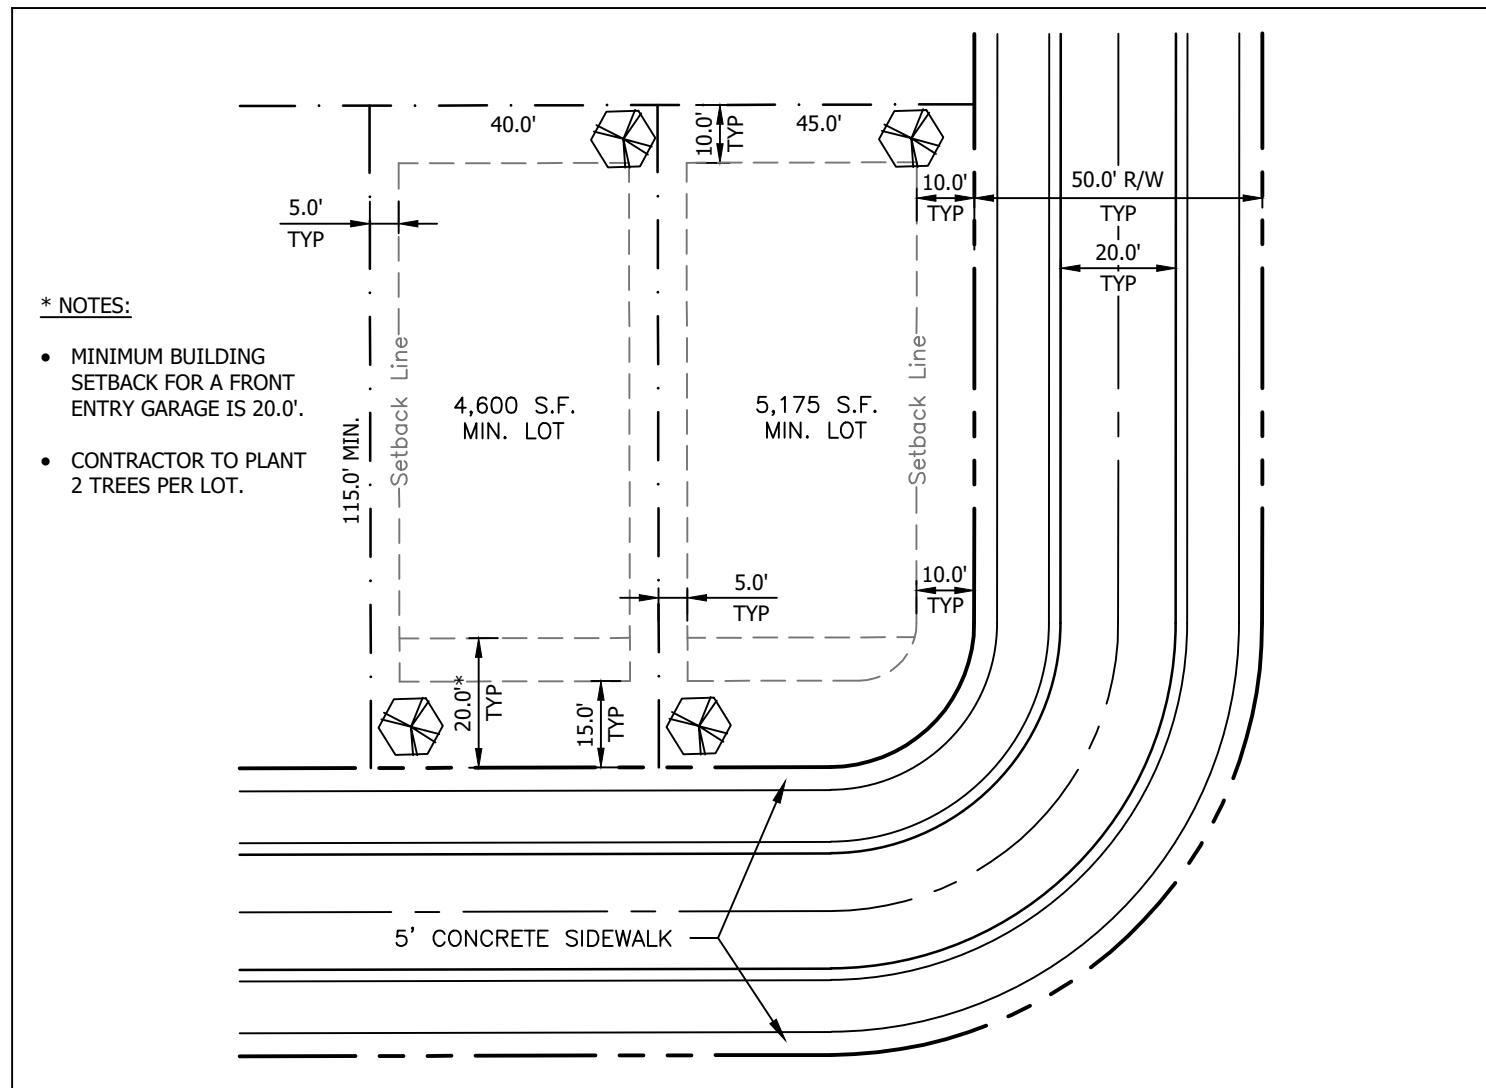 40.0'
10.0'
TYP
45.0'
10.0'
TYP
50.0' R/W
TYP
5.0'
TYP
20.0'
TYP
* NOTES:
• MINIMUM BUILDING
SETBACK FOR A FRONT
ENTRY GARAGE IS 20.0'.
• CONTRACTOR TO PLANT
2 TREES PER LOT.
115.0' MIN.
Setback Line
4,600 S.F.
MIN. LOT
5,175 S.F.
MIN. LOT
Setback Line
5.0'
TYP
10.0'
TYP
20.0'*
TYP
15.0'
TYP
5' CONCRETE SIDEWALK